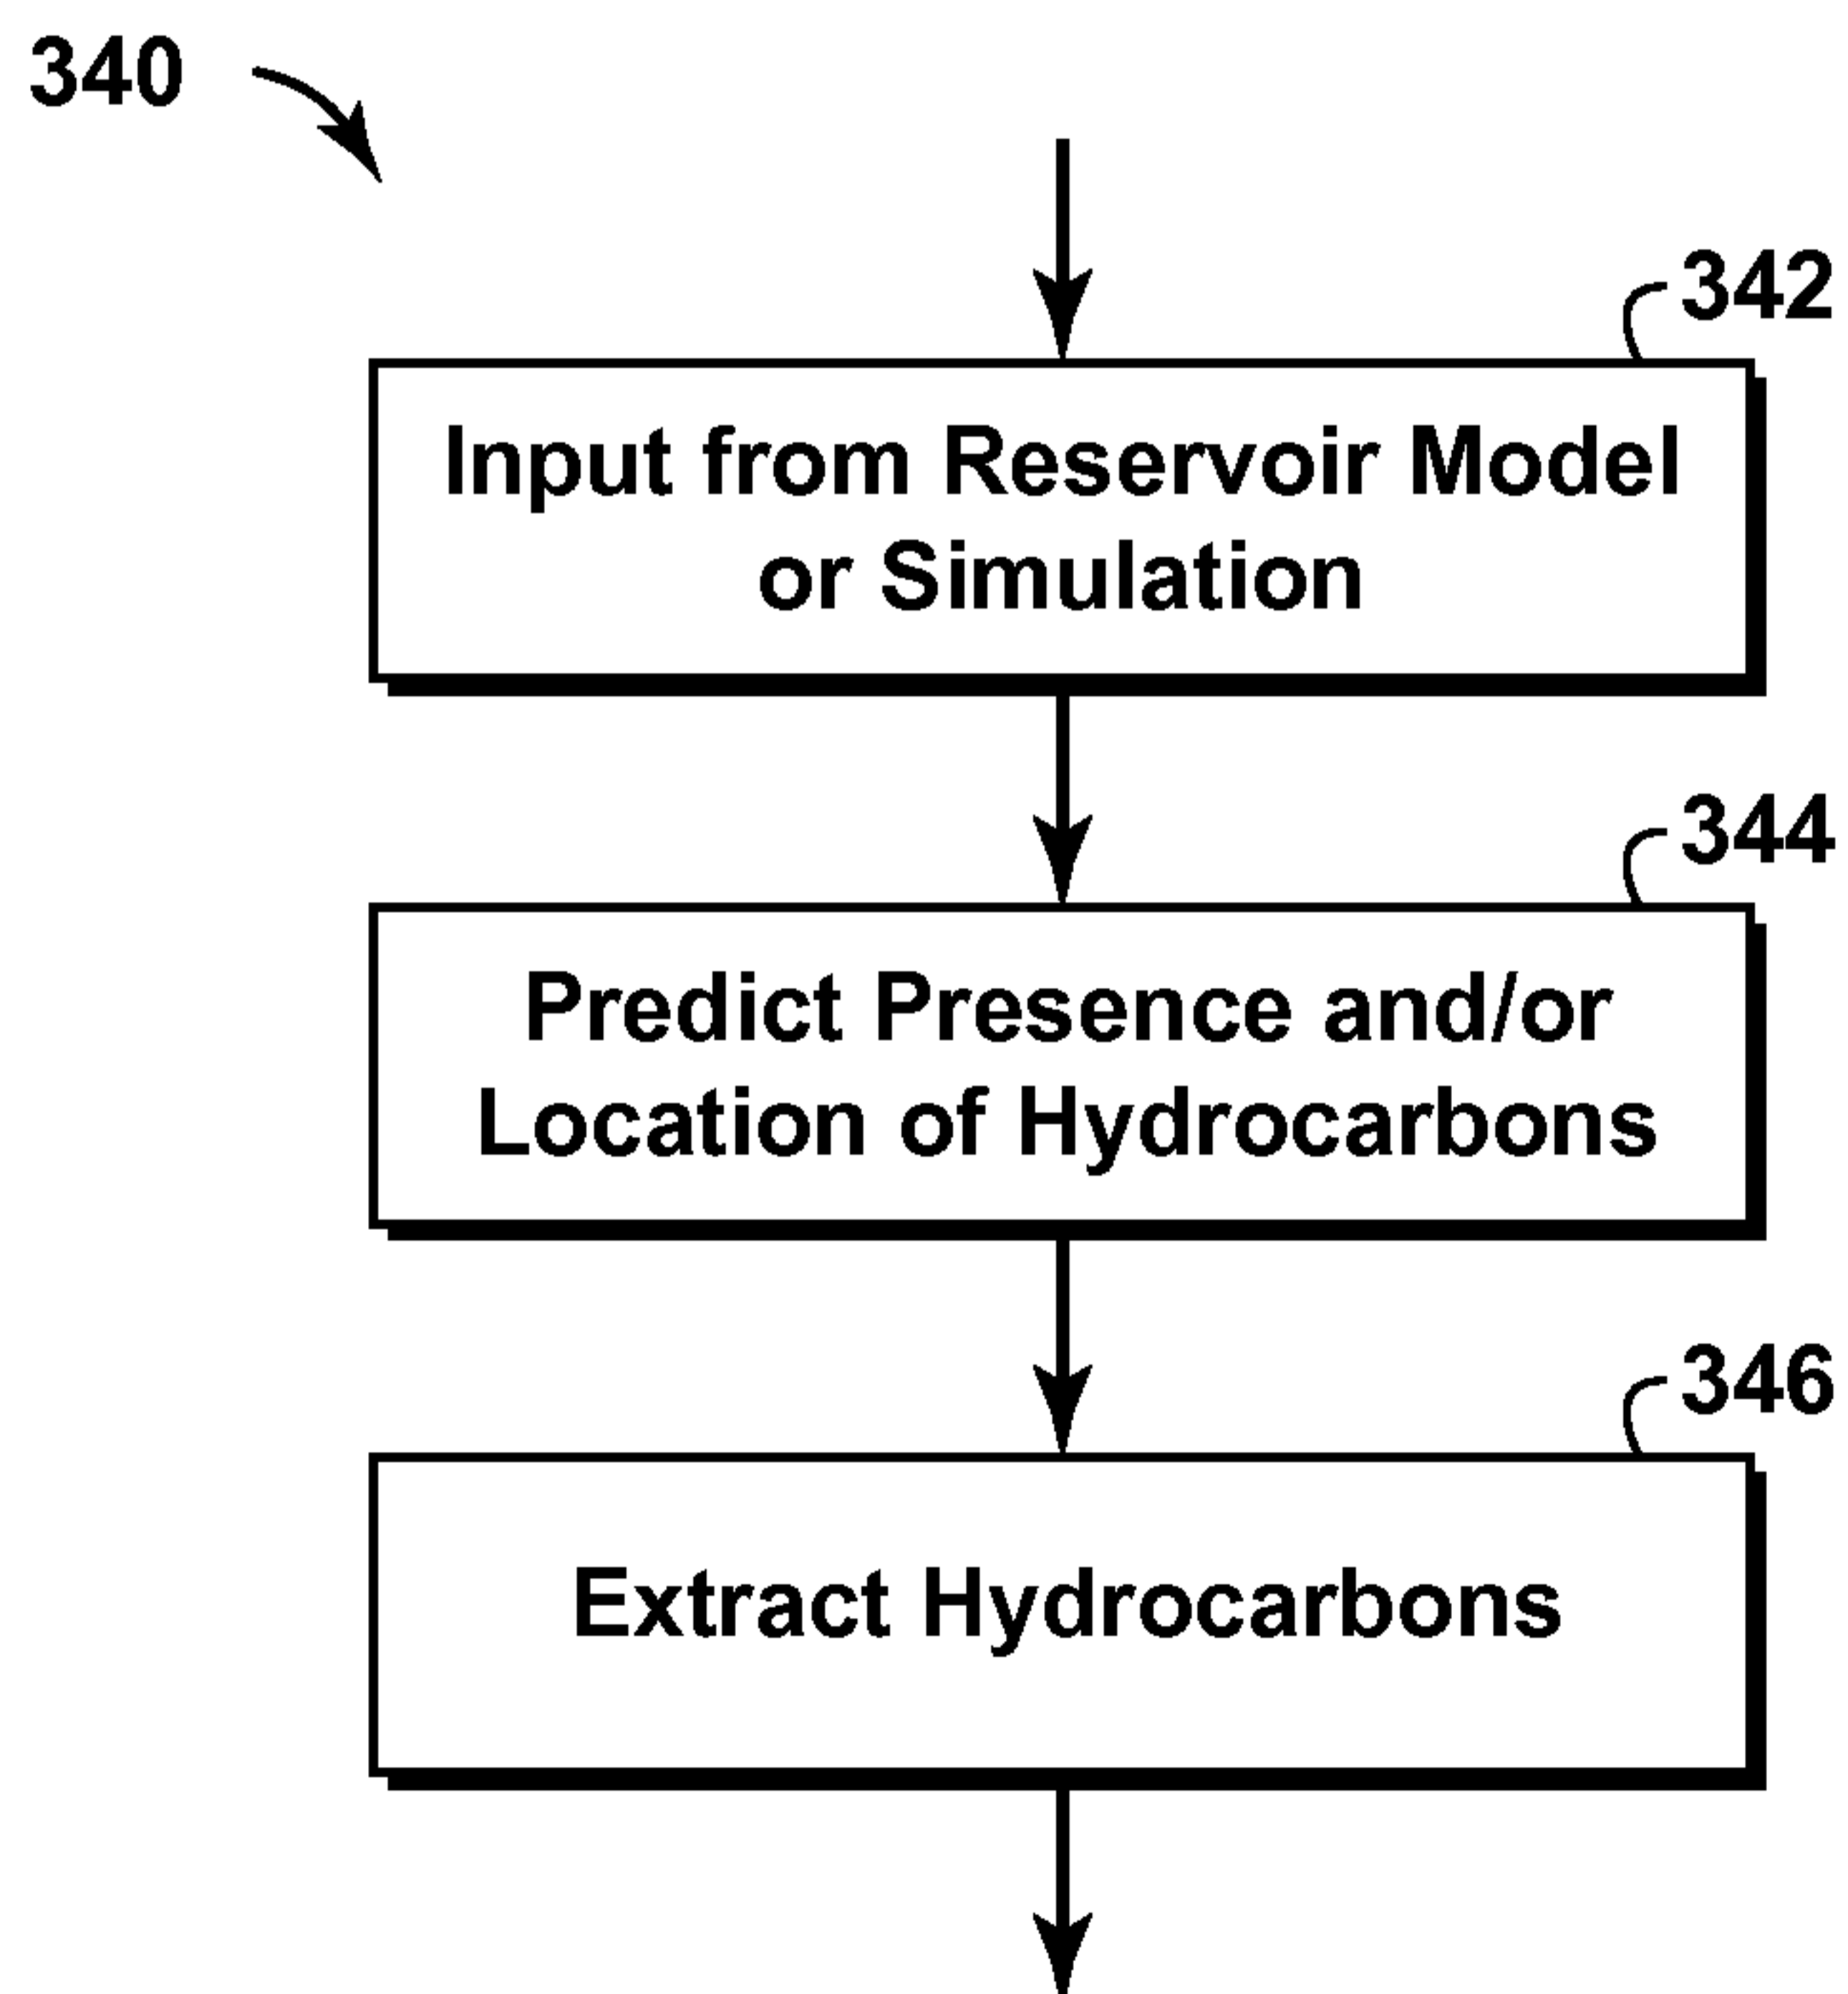 340
342
Input from Reservoir Model
or Simulation
344
Predict Presence and/or
Location of Hydrocarbons
346
Extract Hydrocarbons